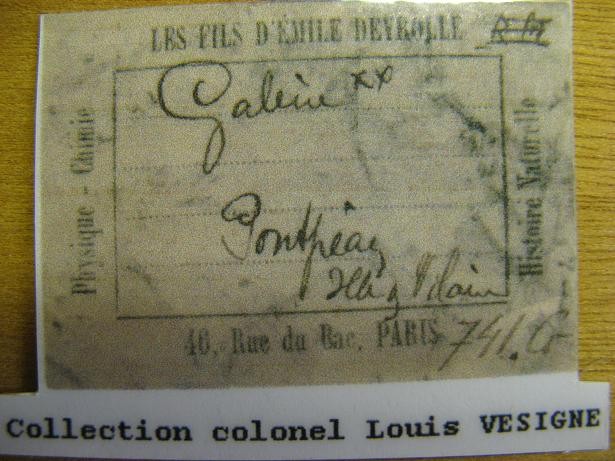 LES FILS D'ÉMILE DEYROLLE
Physique - Chimie
Galène xx
Pontpéan
Ille & Vilaine
Histoire Naturelle
46, Rue du Bac, PARIS
Collection colonel Louis VESIGNE